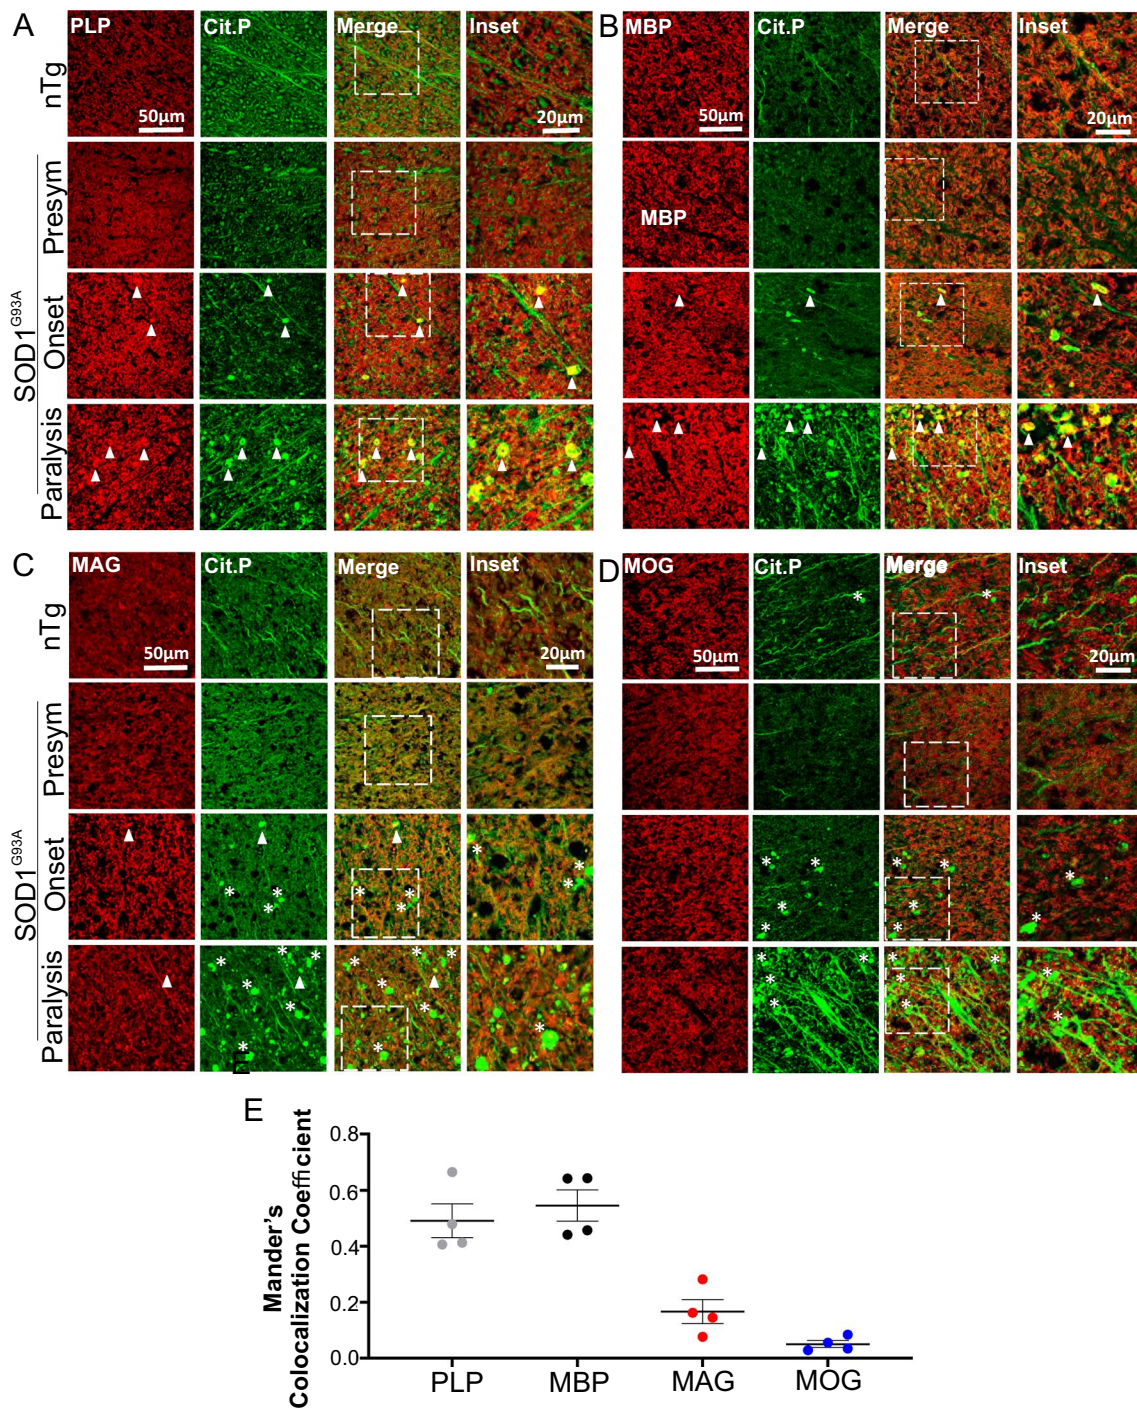 A
PLP
Cit.P
Merge
Inset
nTg
50μm
20μm
Presym
Onset
Paralysis
SOD1G93A
B
MBP
Cit.P
Merge
Inset
50μm
20μm
MBP
C
MAG
Cit.P
Merge
Inset
nTg
50μm
20μm
Presym
Onset
Paralysis
SOD1G93A
* * *
* * *
* * * *
* * *
* *
* *
*
E
D
MOG
Cit.P
Merge
Inset
* *
50μm
20μm
E
Mander's
Colocalization Coefficient
0.8
0.6
0.4
0.2
0.0
PLP
MBP
MAG
MOG